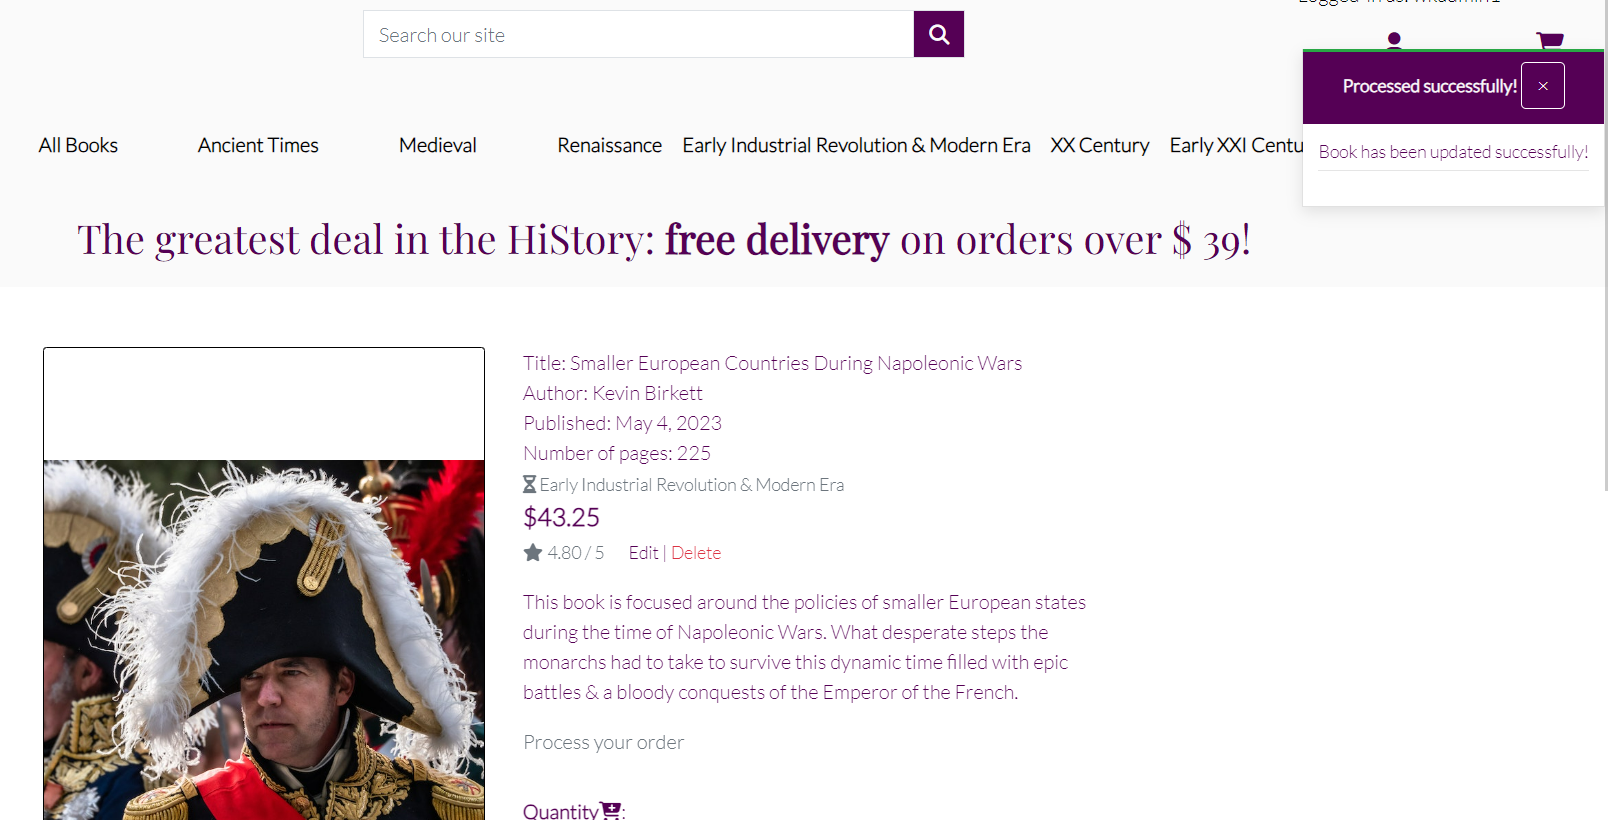 Search our site
Processed successfully! ×
All Books Ancient Times Medieval Renaissance Early Industrial Revolution & Modern Era XX Century Early XXI Centu
Book has been updated successfully!
The greatest deal in the HiStory: free delivery on orders over $ 39!
Title: Smaller European Countries During Napoleonic Wars
Author: Kevin Birkett
Published: May 4, 2023
Number of pages: 225
Early Industrial Revolution & Modern Era
$43.25
4.80 / 5 Edit | Delete
This book is focused around the policies of smaller European states
during the time of Napoleonic Wars. What desperate steps the
monarchs had to take to survive this dynamic time filled with epic
battles & a bloody conquests of the Emperor of the French.
Process your order
Quantity: